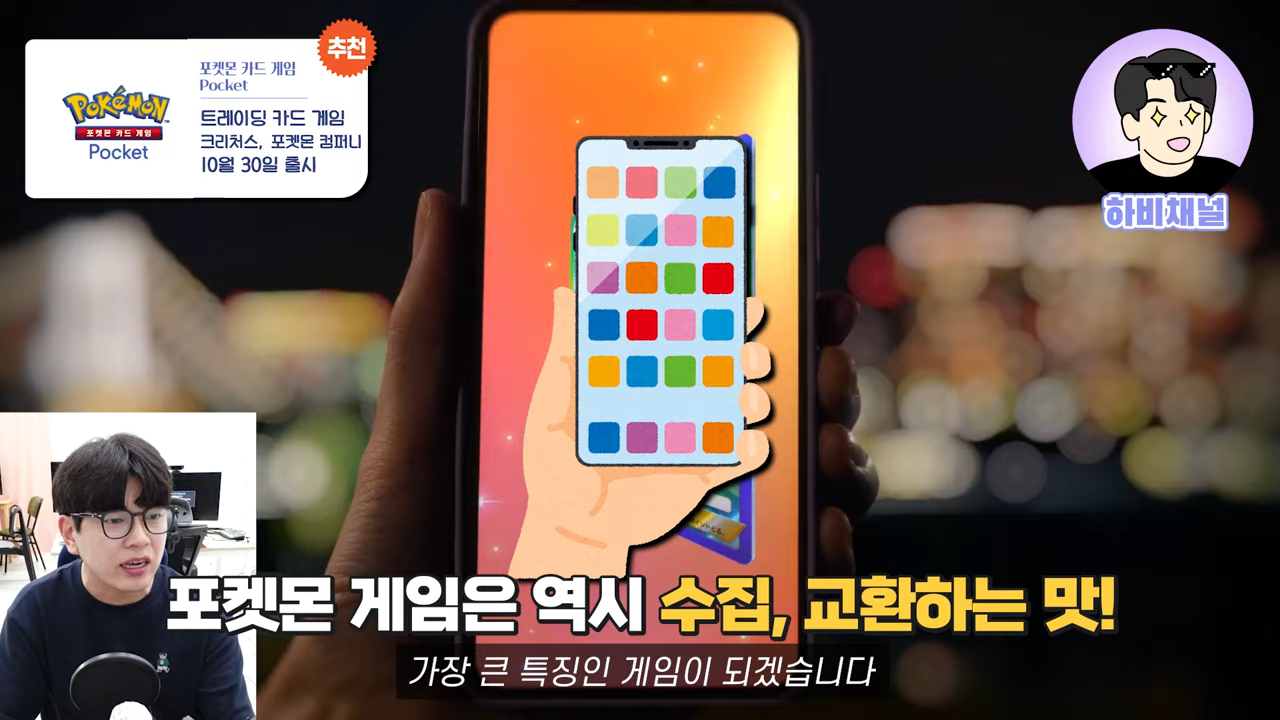 추천
포켓몬 카드 게임
Pocket
POKÉMON
포켓몬 카드 게임
Pocket
트레이딩 카드 게임
크리처스, 포켓몬 컴퍼니
10월 30일 출시
하비채널
포켓몬 게임은 역시 수집, 교환하는 맛!
가장 큰 특징인 게임이 되겠습니다